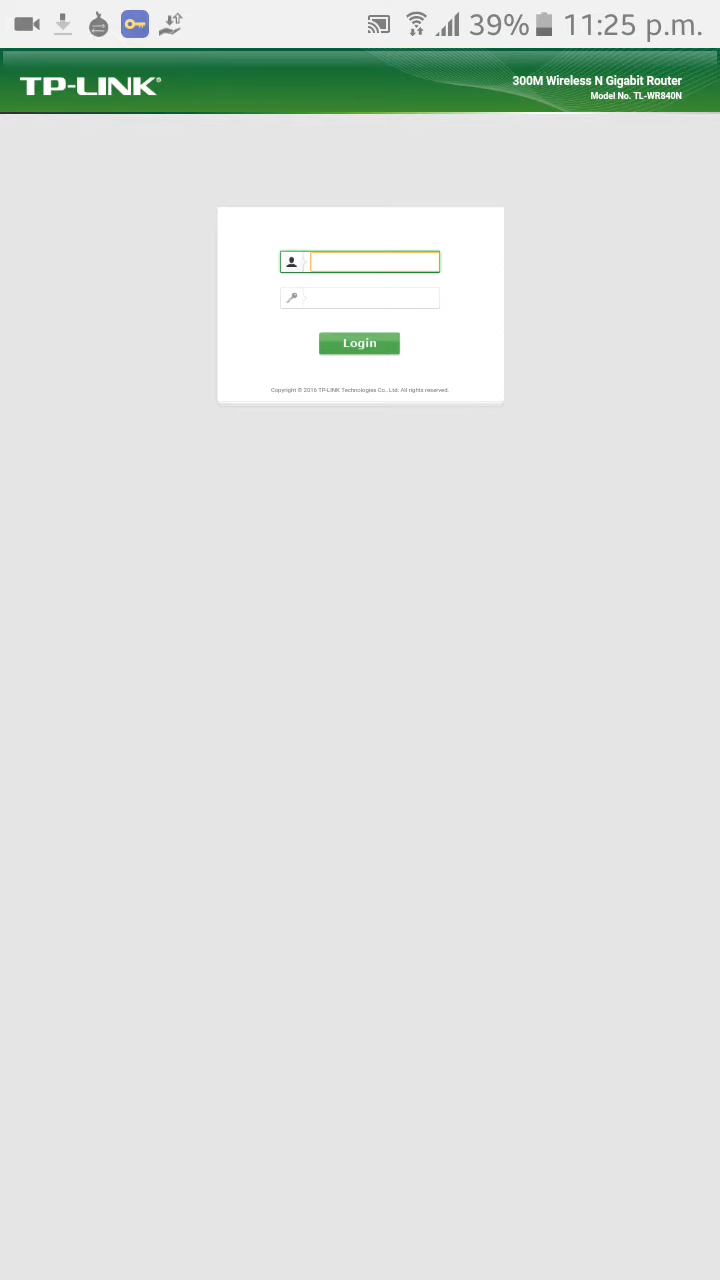 39% 11:25 p.m.
TP-LINK®
300M Wireless N Gigabit Router
Model No. TL-WR840N
Login
Copyright © 2016 TP-LINK Technologies Co., Ltd. All rights reserved.